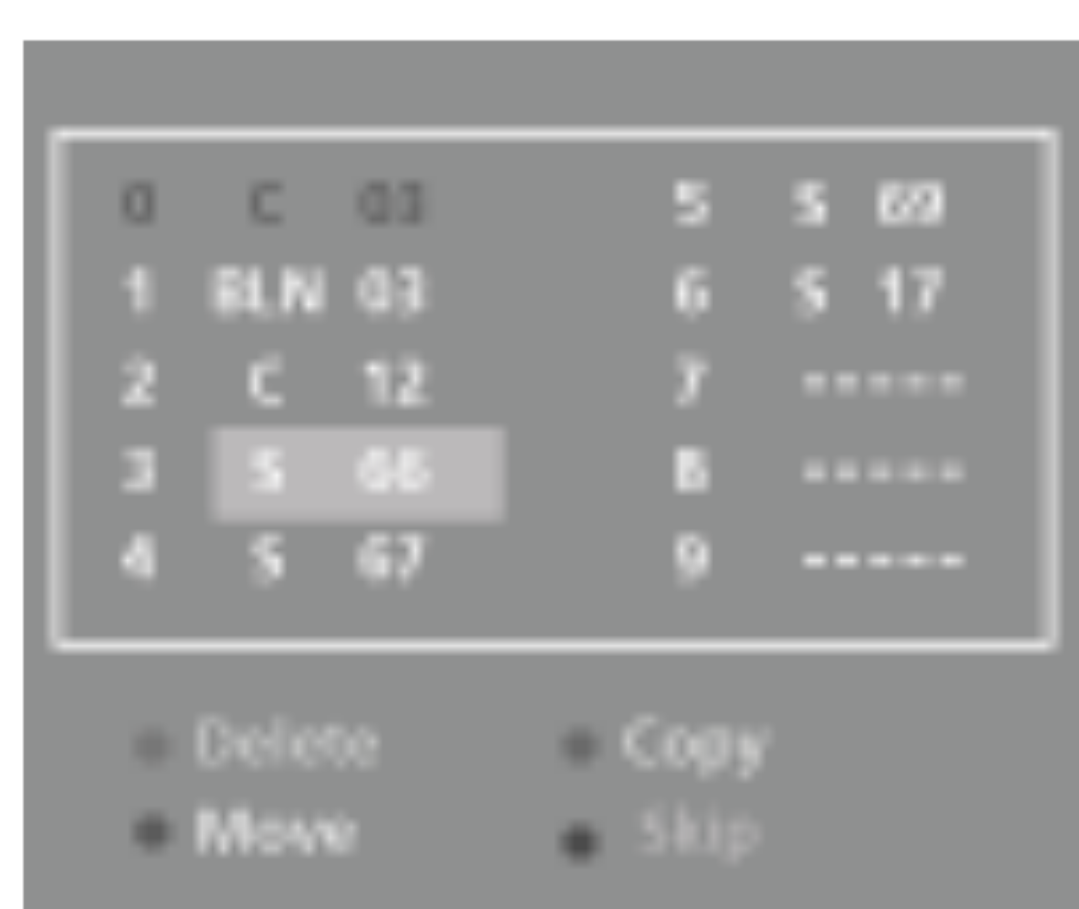 0 C 03 5 S 69
1 BLN 03 6 S 17
2 C 12 7 -----
3 S 06 8 -----
4 S 67 9 -----
Delete Copy
Move Skip